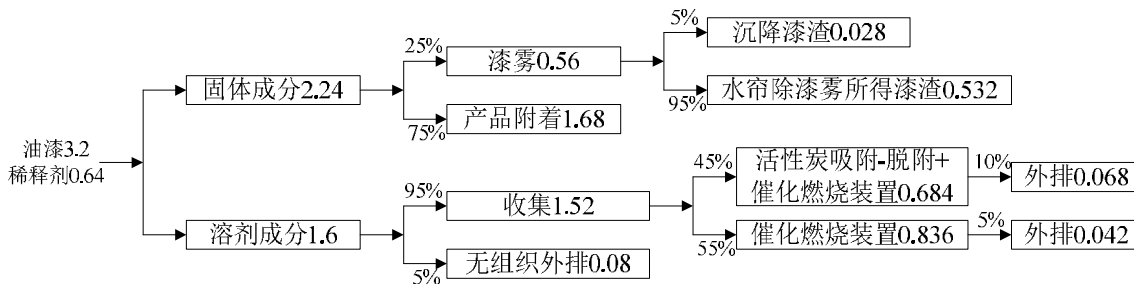 5%
沉降漆渣0.028
25%
漆雾0.56
固体成分2.24
水帘除漆雾所得漆渣0.532
95%
产品附着1.68
75%
油漆3.2
稀释剂0.64
45%
活性炭吸附-脱附+
催化燃烧装置0.684
10%
外排0.068
95%
收集1.52
溶剂成分1.6
催化燃烧装置0.836
55%
5%
外排0.042
无组织外排0.08
5%